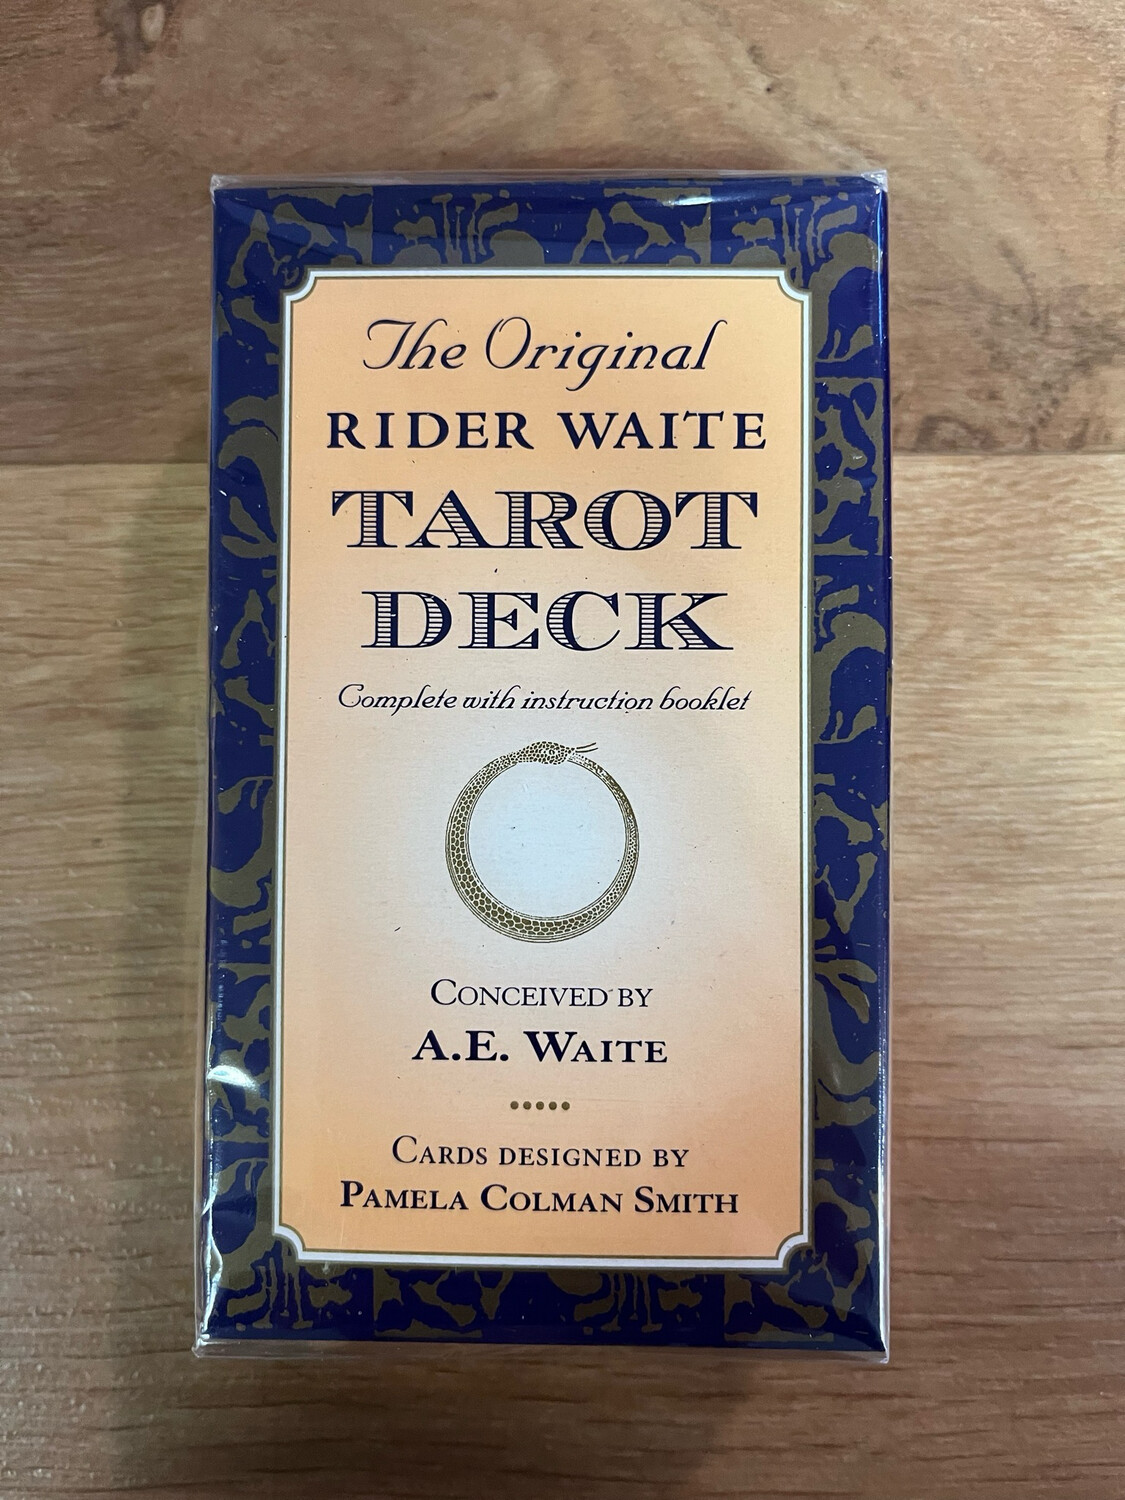 The Original
RIDER WAITE
TAROT
DECK
Complete with instruction booklet
CONCEIVED BY
A.E. WAITE
CARDS DESIGNED BY
PAMELA COLMAN SMITH